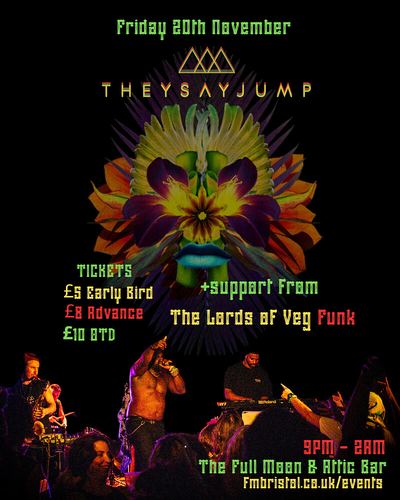 Friday 20th November
THEYSAYJUMP
TICKETS
£5 Early Bird
£8 Advance
£10 OTD
+support From
The Lords of Veg Funk
9PM - 2AM
The Full Moon & Attic Bar
Fmbristol.co.uk/events